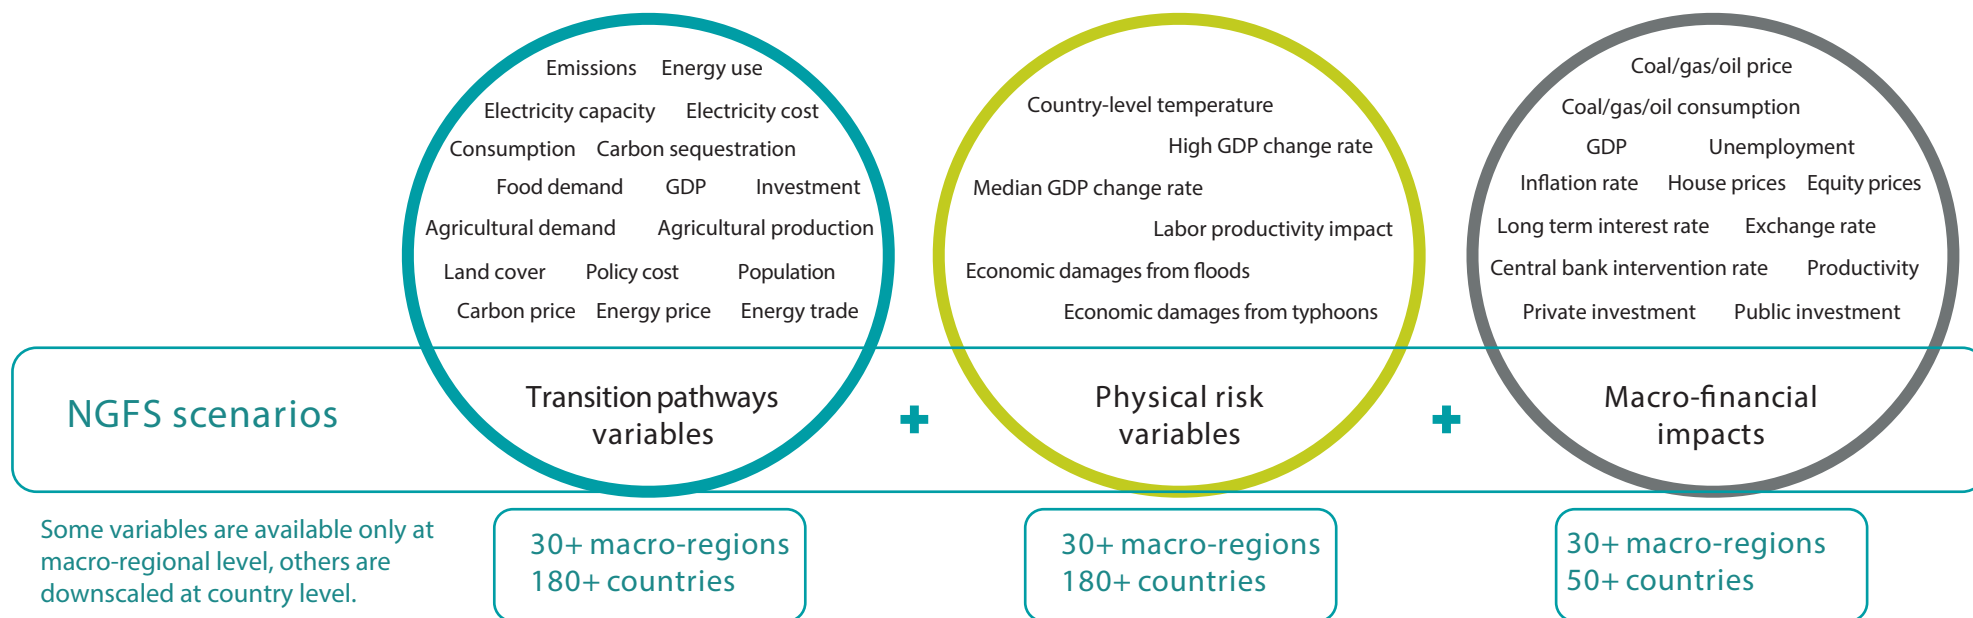 Emissions Energy use
Electricity capacity Electricity cost
Consumption Carbon sequestration
Food demand GDP Investment
Agricultural demand Agricultural production
Land cover Policy cost Population
Carbon price Energy price Energy trade
Country-level temperature
High GDP change rate
Median GDP change rate
Labor productivity impact
Economic damages from floods
Economic damages from typhoons
Coal/gas/oil price
Coal/gas/oil consumption
GDP Unemployment
Inflation rate House prices Equity prices
Long term interest rate Exchange rate
Central bank intervention rate Productivity
Private investment Public investment
NGFS scenarios
Transition pathways
variables
+
Physical risk
variables
+
Macro-financial
impacts
Some variables are available only at
macro-regional level, others are
downscaled at country level.
30+ macro-regions
180+ countries
30+ macro-regions
180+ countries
30+ macro-regions
50+ countries